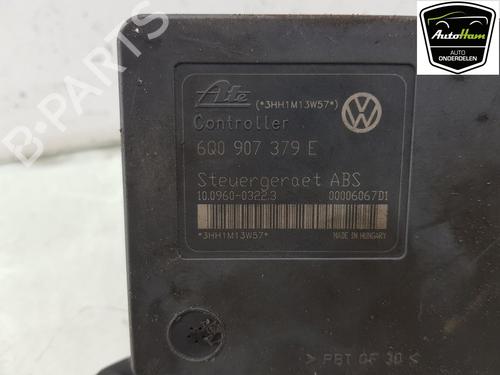 AutoHam
AUTO
ONDERDELEN
Ate (*3HH1M13W57*)
Controller
6Q0 907 379 E
Steuergeraet ABS
10.0960-0322.3 00006067D1
*3HH1M13W57* MADE IN HUNGARY
> PBT GF 30 <